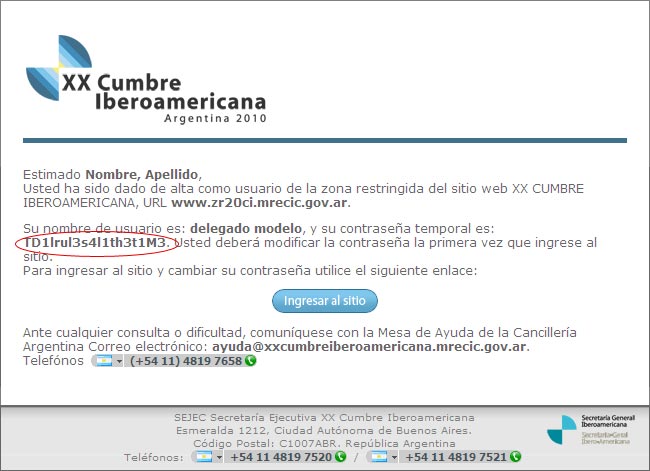 XX Cumbre
Iberoamericana
Argentina 2010
Estimado Nombre, Apellido,
Usted ha sido dado de alta como usuario de la zona restringida del sitio web XX CUMBRE
IBEROAMERICANA, URL www.zr20ci.mrecic.gov.ar.
Su nombre de usuario es: delegado modelo, y su contraseña temporal es:
TD1lrul3s4l1th3t1M3. Usted deberá modificar la contraseña la primera vez que ingrese al
sitio.
Para ingresar al sitio y cambiar su contraseña utilice el siguiente enlace:
Ingresar al sitio
Ante cualquier consulta o dificultad, comuníquese con la Mesa de Ayuda de la Cancillería
Argentina Correo electrónico: ayuda@xxcumbreiberoamericana.mrecic.gov.ar.
Telefónos (+54 11) 4819 7658
SEJEC Secretaría Ejecutiva XX Cumbre Iberoamericana
Esmeralda 1212, Ciudad Autónoma de Buenos Aires.
Código Postal: C1007ABR. República Argentina
Teléfonos: +54 11 4819 7520 / +54 11 4819 7521
Secretaría General
Iberoamericana
Secretaria-Geral
Ibero-Americana